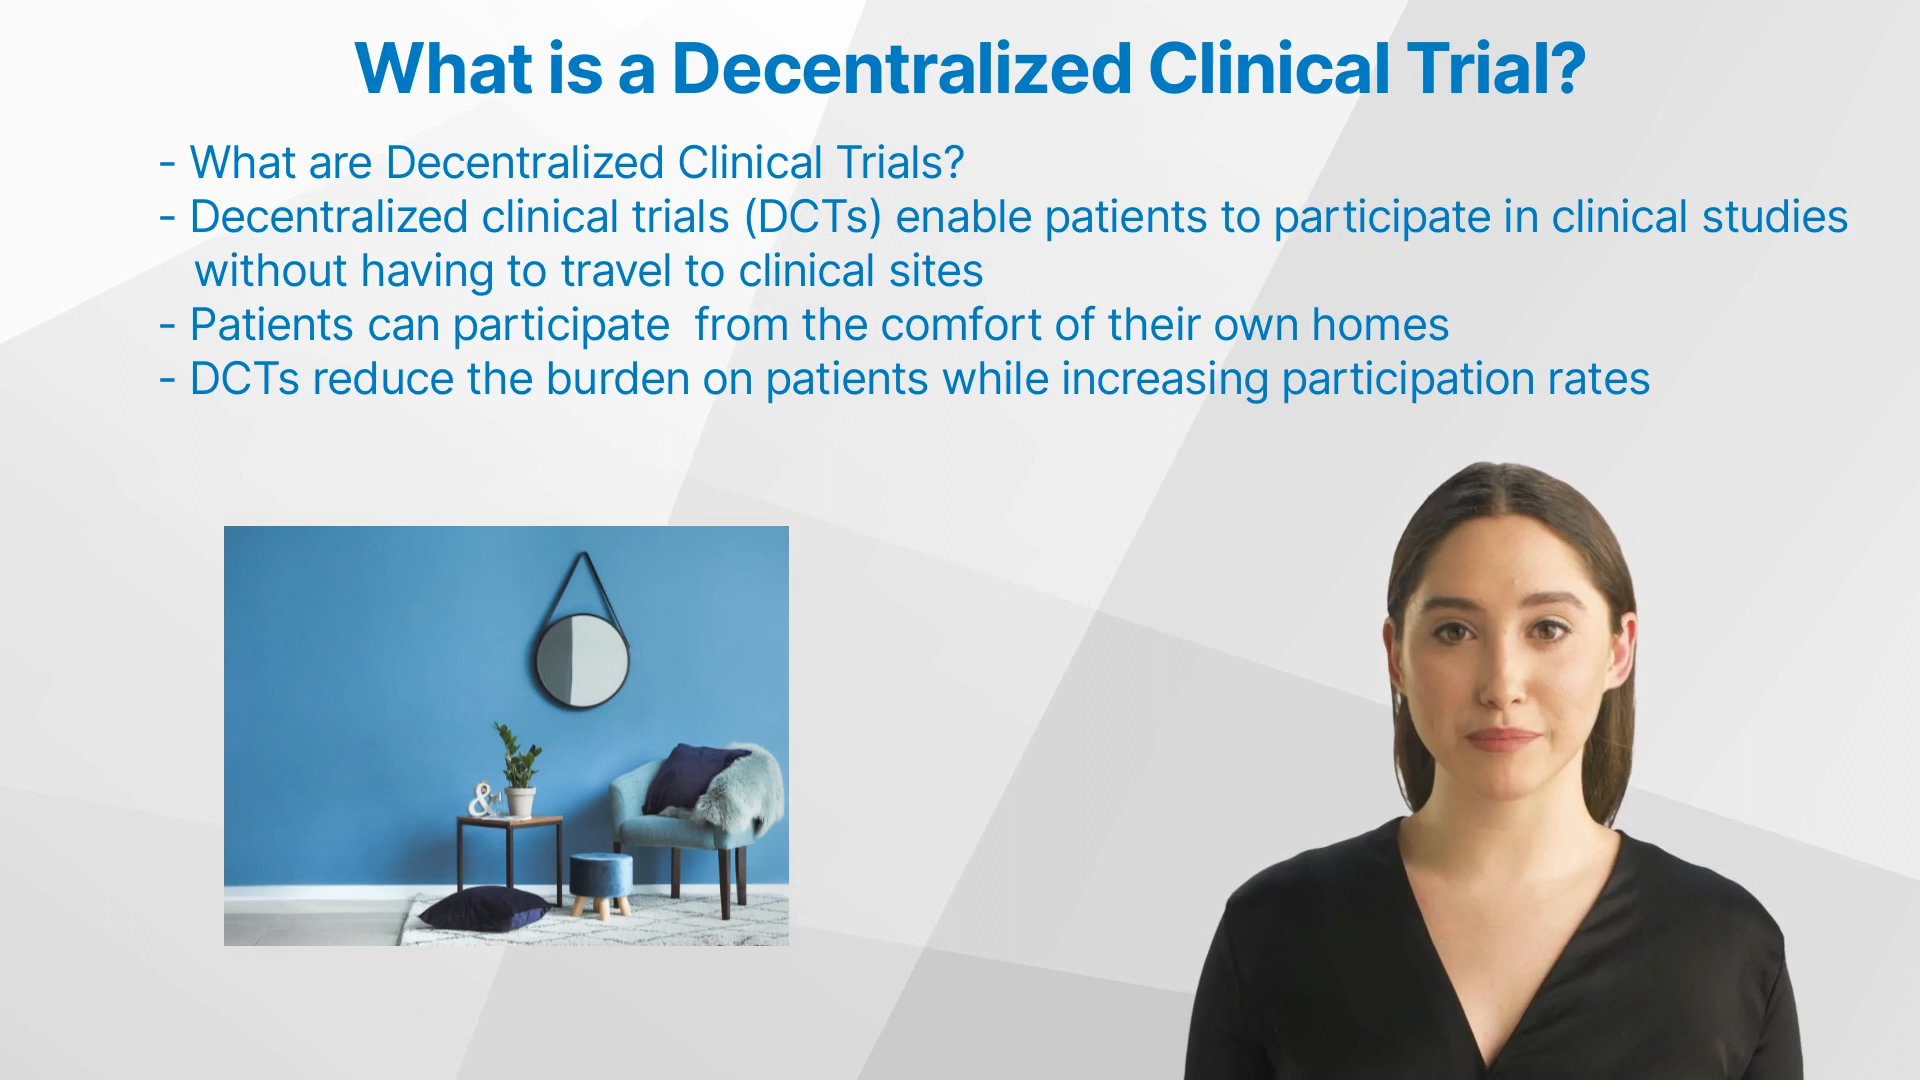 What is a Decentralized Clinical Trial?
- What are Decentralized Clinical Trials?
- Decentralized clinical trials (DCTs) enable patients to participate in clinical studies
without having to travel to clinical sites
- Patients can participate  from the comfort of their own homes
- DCTs reduce the burden on patients while increasing participation rates
&